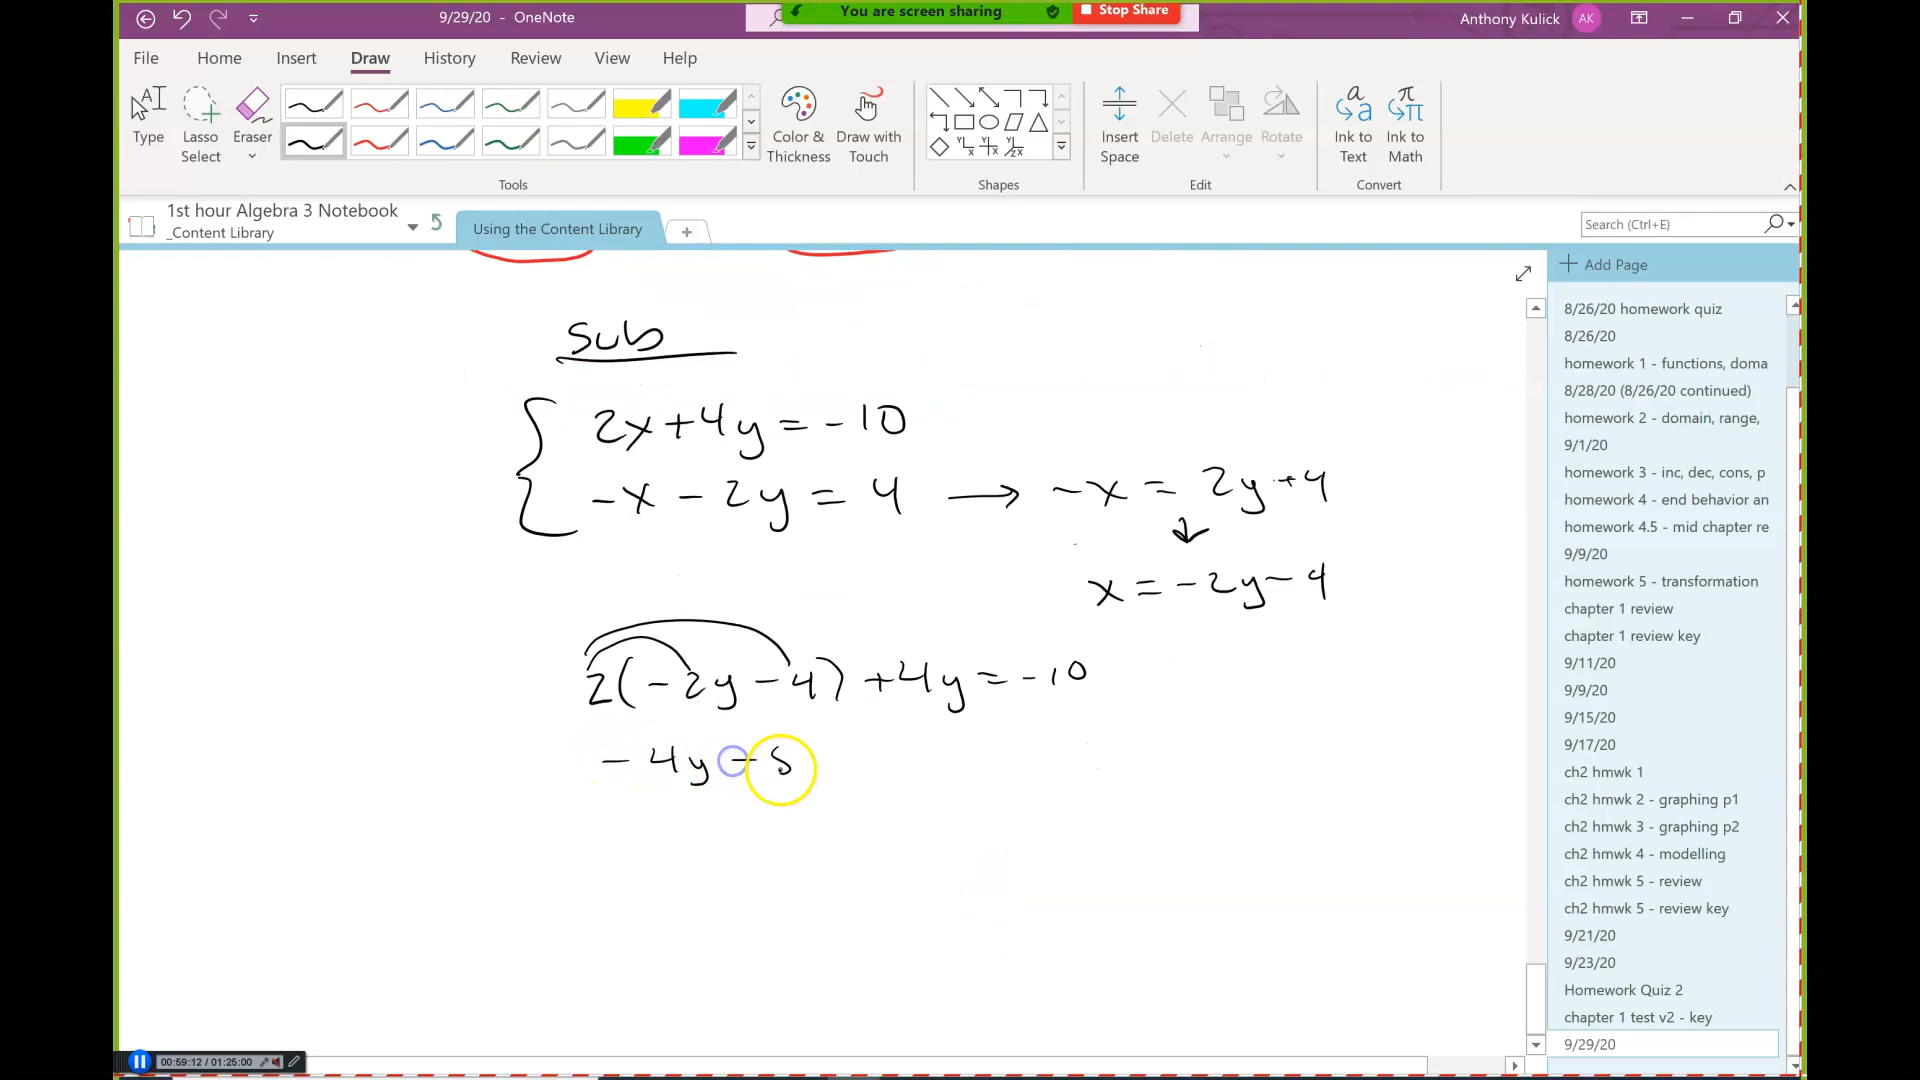 9/29/20 - OneNote
You are screen sharing
Stop Share
Anthony Kulick
AK
File Home Insert Draw History Review View Help
Type
Lasso Select
Eraser
Color & Thickness
Draw with Touch
Insert Space
Delete
Arrange
Rotate
Ink to Text
Ink to Math
Tools
Shapes
Edit
Convert
1st hour Algebra 3 Notebook
_Content Library
Using the Content Library
Search (Ctrl+E)
Add Page
Sub
2x+4y=-10
-x-2y=4 → -x=2y+4
x=-2y-4
2(-2y-4)+4y=-10
-4y-
8/26/20 homework quiz
8/26/20
homework 1 - functions, doma
8/28/20 (8/26/20 continued)
homework 2 - domain, range,
9/1/20
homework 3 - inc, dec, cons, p
homework 4 - end behavior an
homework 4.5 - mid chapter re
9/9/20
homework 5 - transformation
chapter 1 review
chapter 1 review key
9/11/20
9/9/20
9/15/20
9/17/20
ch2 hmwk 1
ch2 hmwk 2 - graphing p1
ch2 hmwk 3 - graphing p2
ch2 hmwk 4 - modelling
ch2 hmwk 5 - review
ch2 hmwk 5 - review key
9/21/20
9/23/20
Homework Quiz 2
chapter 1 test v2 - key
9/29/20
00:59:12 / 01:25:00